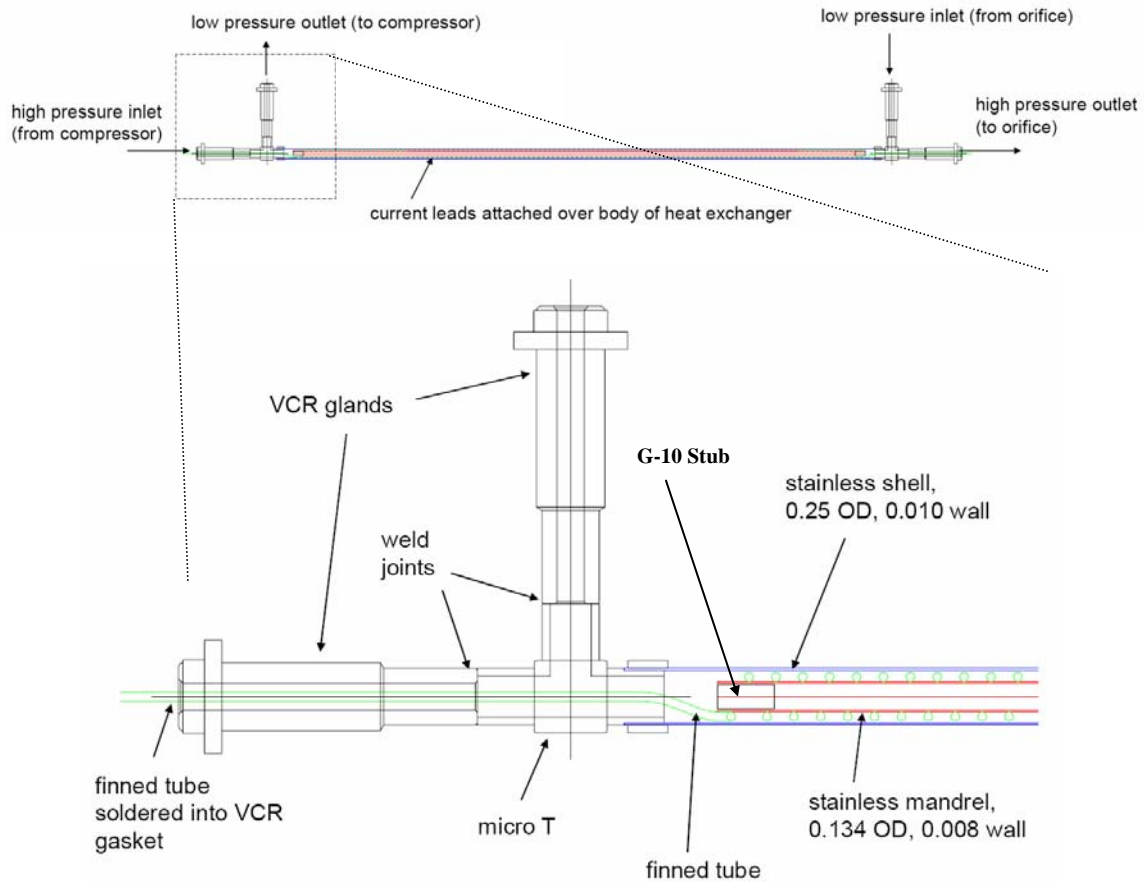 low pressure outlet (to compressor)
low pressure inlet (from orifice)
high pressure inlet
(from compressor)
high pressure outlet
(to orifice)
current leads attached over body of heat exchanger
VCR glands
G-10 Stub
stainless shell,
0.25 OD, 0.010 wall
weld
joints
finned tube
soldered into VCR
gasket
micro T
stainless mandrel,
0.134 OD, 0.008 wall
finned tube